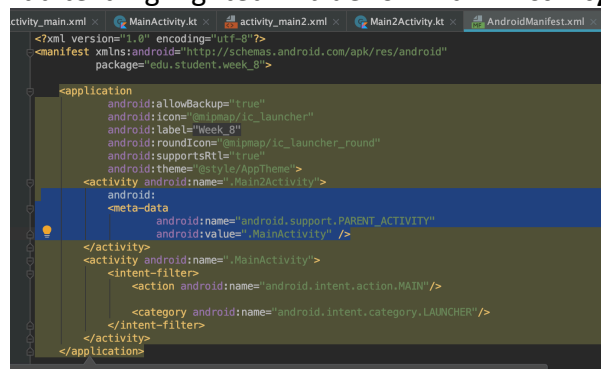 ctivity_main.xml × MainActivity.kt × activity_main2.xml × Main2Activity.kt × AndroidManifest.xml ×
<?xml version="1.0" encoding="utf-8"?>
<manifest xmlns:android="http://schemas.android.com/apk/res/android"
package="edu.student.week_8">
<application
android:allowBackup="true"
android:icon="@mipmap/ic_launcher"
android:label="Week_8"
android:roundIcon="@mipmap/ic_launcher_round"
android:supportsRtl="true"
android:theme="@style/AppTheme">
<activity android:name=".Main2Activity">
android:
<meta-data
android:name="android.support.PARENT_ACTIVITY"
android:value=".MainActivity" />
</activity>
<activity android:name=".MainActivity">
<intent-filter>
<action android:name="android.intent.action.MAIN"/>
<category android:name="android.intent.category.LAUNCHER"/>
</intent-filter>
</activity>
</application>